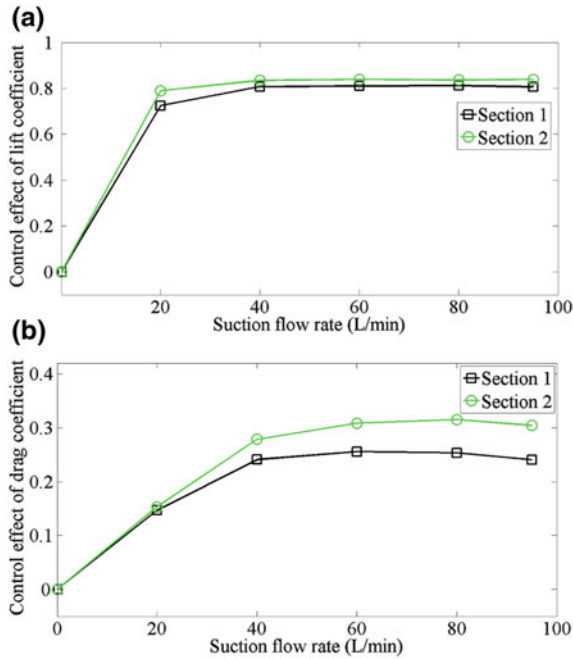 (a)
Control effect of lift coefficient
1
0.8
0.6
0.4
0.2
0
Section 1
Section 2
20
40
60
80
100
Suction flow rate (L/min)
(b)
Control effect of drag coefficient
0.4
0.3
0.2
0.1
0
Section 1
Section 2
0
20
40
60
80
100
Suction flow rate (L/min)